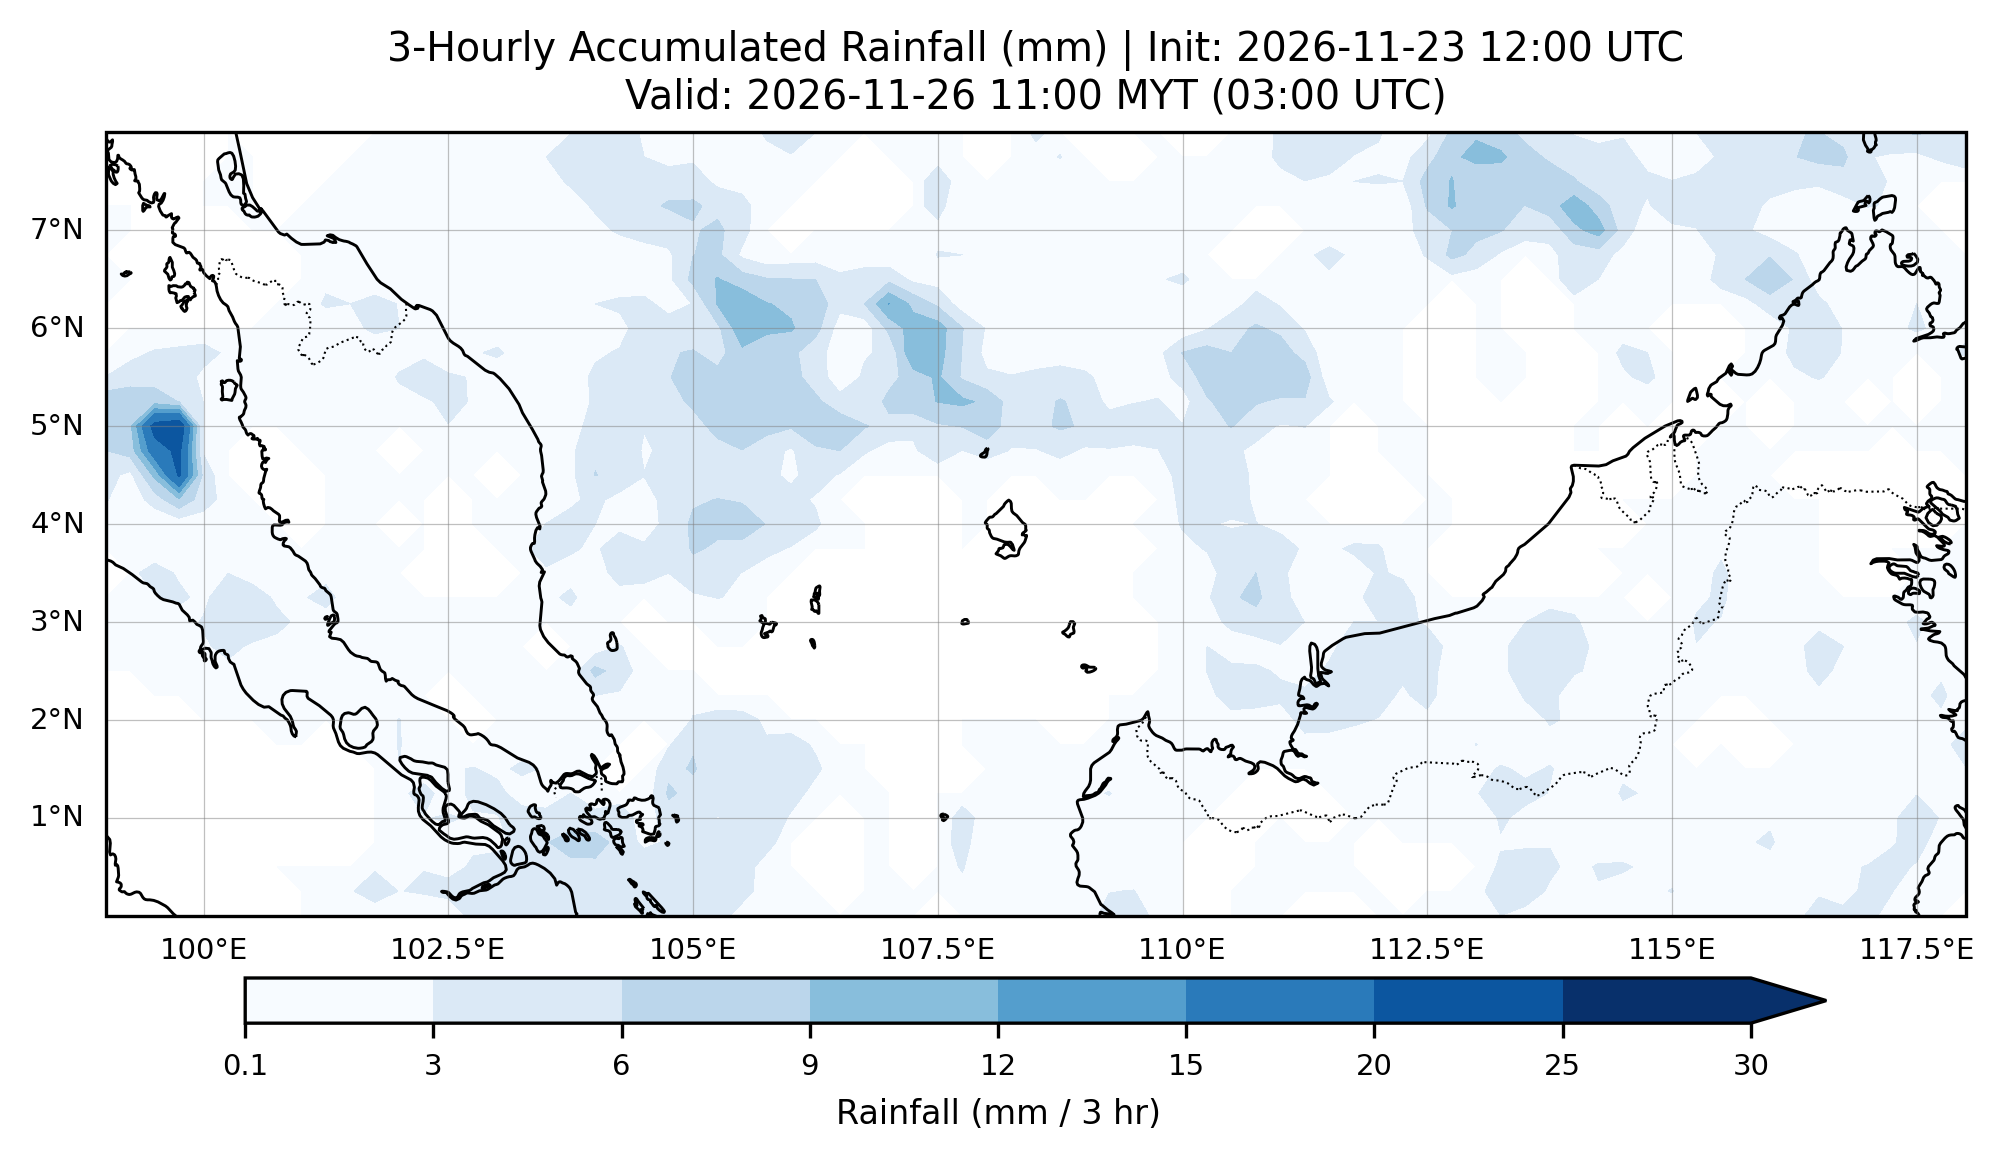 3-Hourly Accumulated Rainfall (mm) | Init: 2026-11-23 12:00 UTC
Valid: 2026-11-26 11:00 MYT (03:00 UTC)
7°N
6°N
5°N
4°N
3°N
2°N
1°N
100°E 102.5°E 105°E 107.5°E 110°E 112.5°E 115°E 117.5°E
0.1 3 6 9 12 15 20 25 30
Rainfall (mm / 3 hr)